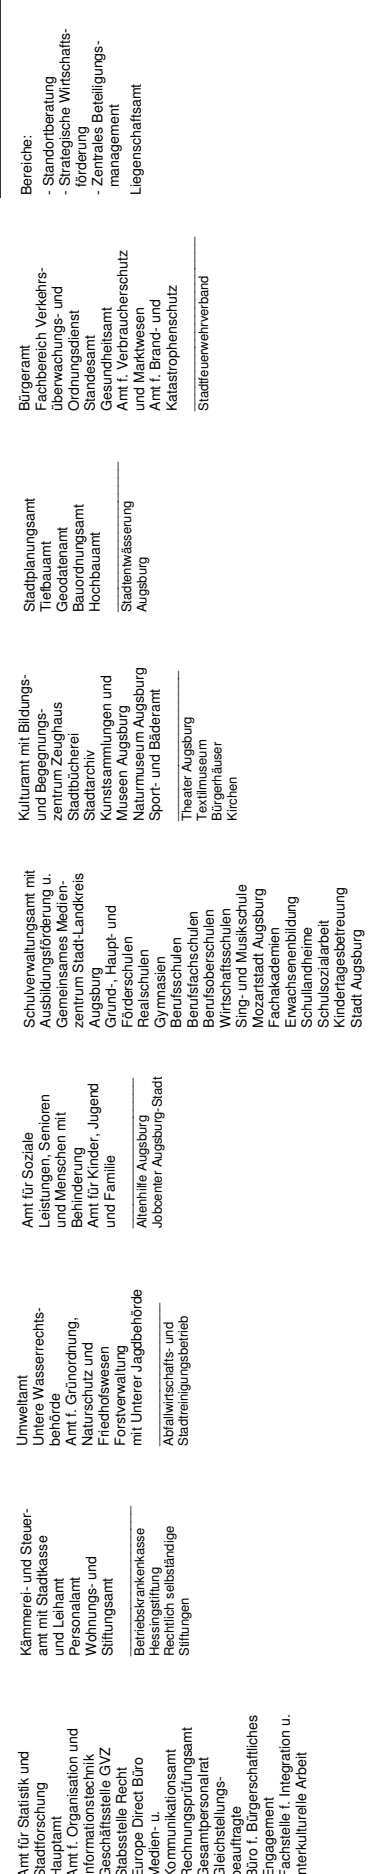 Amt für Statistik und
Stadtforschung
Hauptamt
Amt f. Organisation und
Informationstechnik
Geschäftsstelle GVZ
Stabsstelle Recht
Europe Direct Büro
Medien- u.
Kommunikationsamt
Rechnungsprüfungsamt
Gesamtpersonalrat
Gleichstellungs-
beauftragte
Büro f. Bürgerschaftliches
Engagement
Fachstelle f. Integration u.
Interkulturelle Arbeit
Kämmerei- und Steuer-
amt mit Stadtkasse
und Leihamt
Personalamt
Wohnungs- und
Stiftungsamt
Betriebskrankenkasse
Hessingstiftung
Rechtlich selbständige
Stiftungen
Umweltamt
Untere Wasserrechts-
behörde
Amt f. Grünordnung,
Naturschutz und
Friedhofswesen
Forstverwaltung
mit Unterer Jagdbehörde
Abfallwirtschafts- und
Stadtreinigungsbetrieb
Amt für Soziale
Leistungen, Senioren
und Menschen mit
Behinderung
Amt für Kinder, Jugend
und Familie
Altenhilfe Augsburg
Jobcenter Augsburg-Stadt
Schulverwaltungsamt mit
Ausbildungsförderung u.
Gemeinsames Medien-
zentrum Stadt-Landkreis
Augsburg
Grund-, Haupt- und
Förderschulen
Realschulen
Gymnasien
Berufsschulen
Berufsfachschulen
Berufsoberschulen
Wirtschaftsschulen
Sing- und Musikschule
Mozartstadt Augsburg
Fachakademien
Erwachsenenbildung
Schullandheime
Schulsozialarbeit
Kindertagesbetreuung
Stadt Augsburg
Kulturamt mit Bildungs-
und Begegnungs-
zentrum Zeughaus
Stadtbücherei
Stadtarchiv
Kunstsammlungen und
Museen Augsburg
Naturmuseum Augsburg
Sport- und Bäderamt
Theater Augsburg
Textilmuseum
Bürgerhäuser
Kirchen
Stadtplanungsamt
Tiefbauamt
Geodatenamt
Bauordnungsamt
Hochbauamt
Stadtentwässerung
Augsburg
Bürgeramt
Fachbereich Verkehrs-
überwachungs- und
Ordnungsdienst
Standesamt
Gesundheitsamt
Amt f. Verbraucherschutz
und Marktwesen
Amt f. Brand- und
Katastrophenschutz
Stadtfeuerwehrverband
Bereiche:
- Standortberatung
- Strategische Wirtschafts-
förderung
- Zentrales Beteiligungs-
management
Liegenschaftsamt